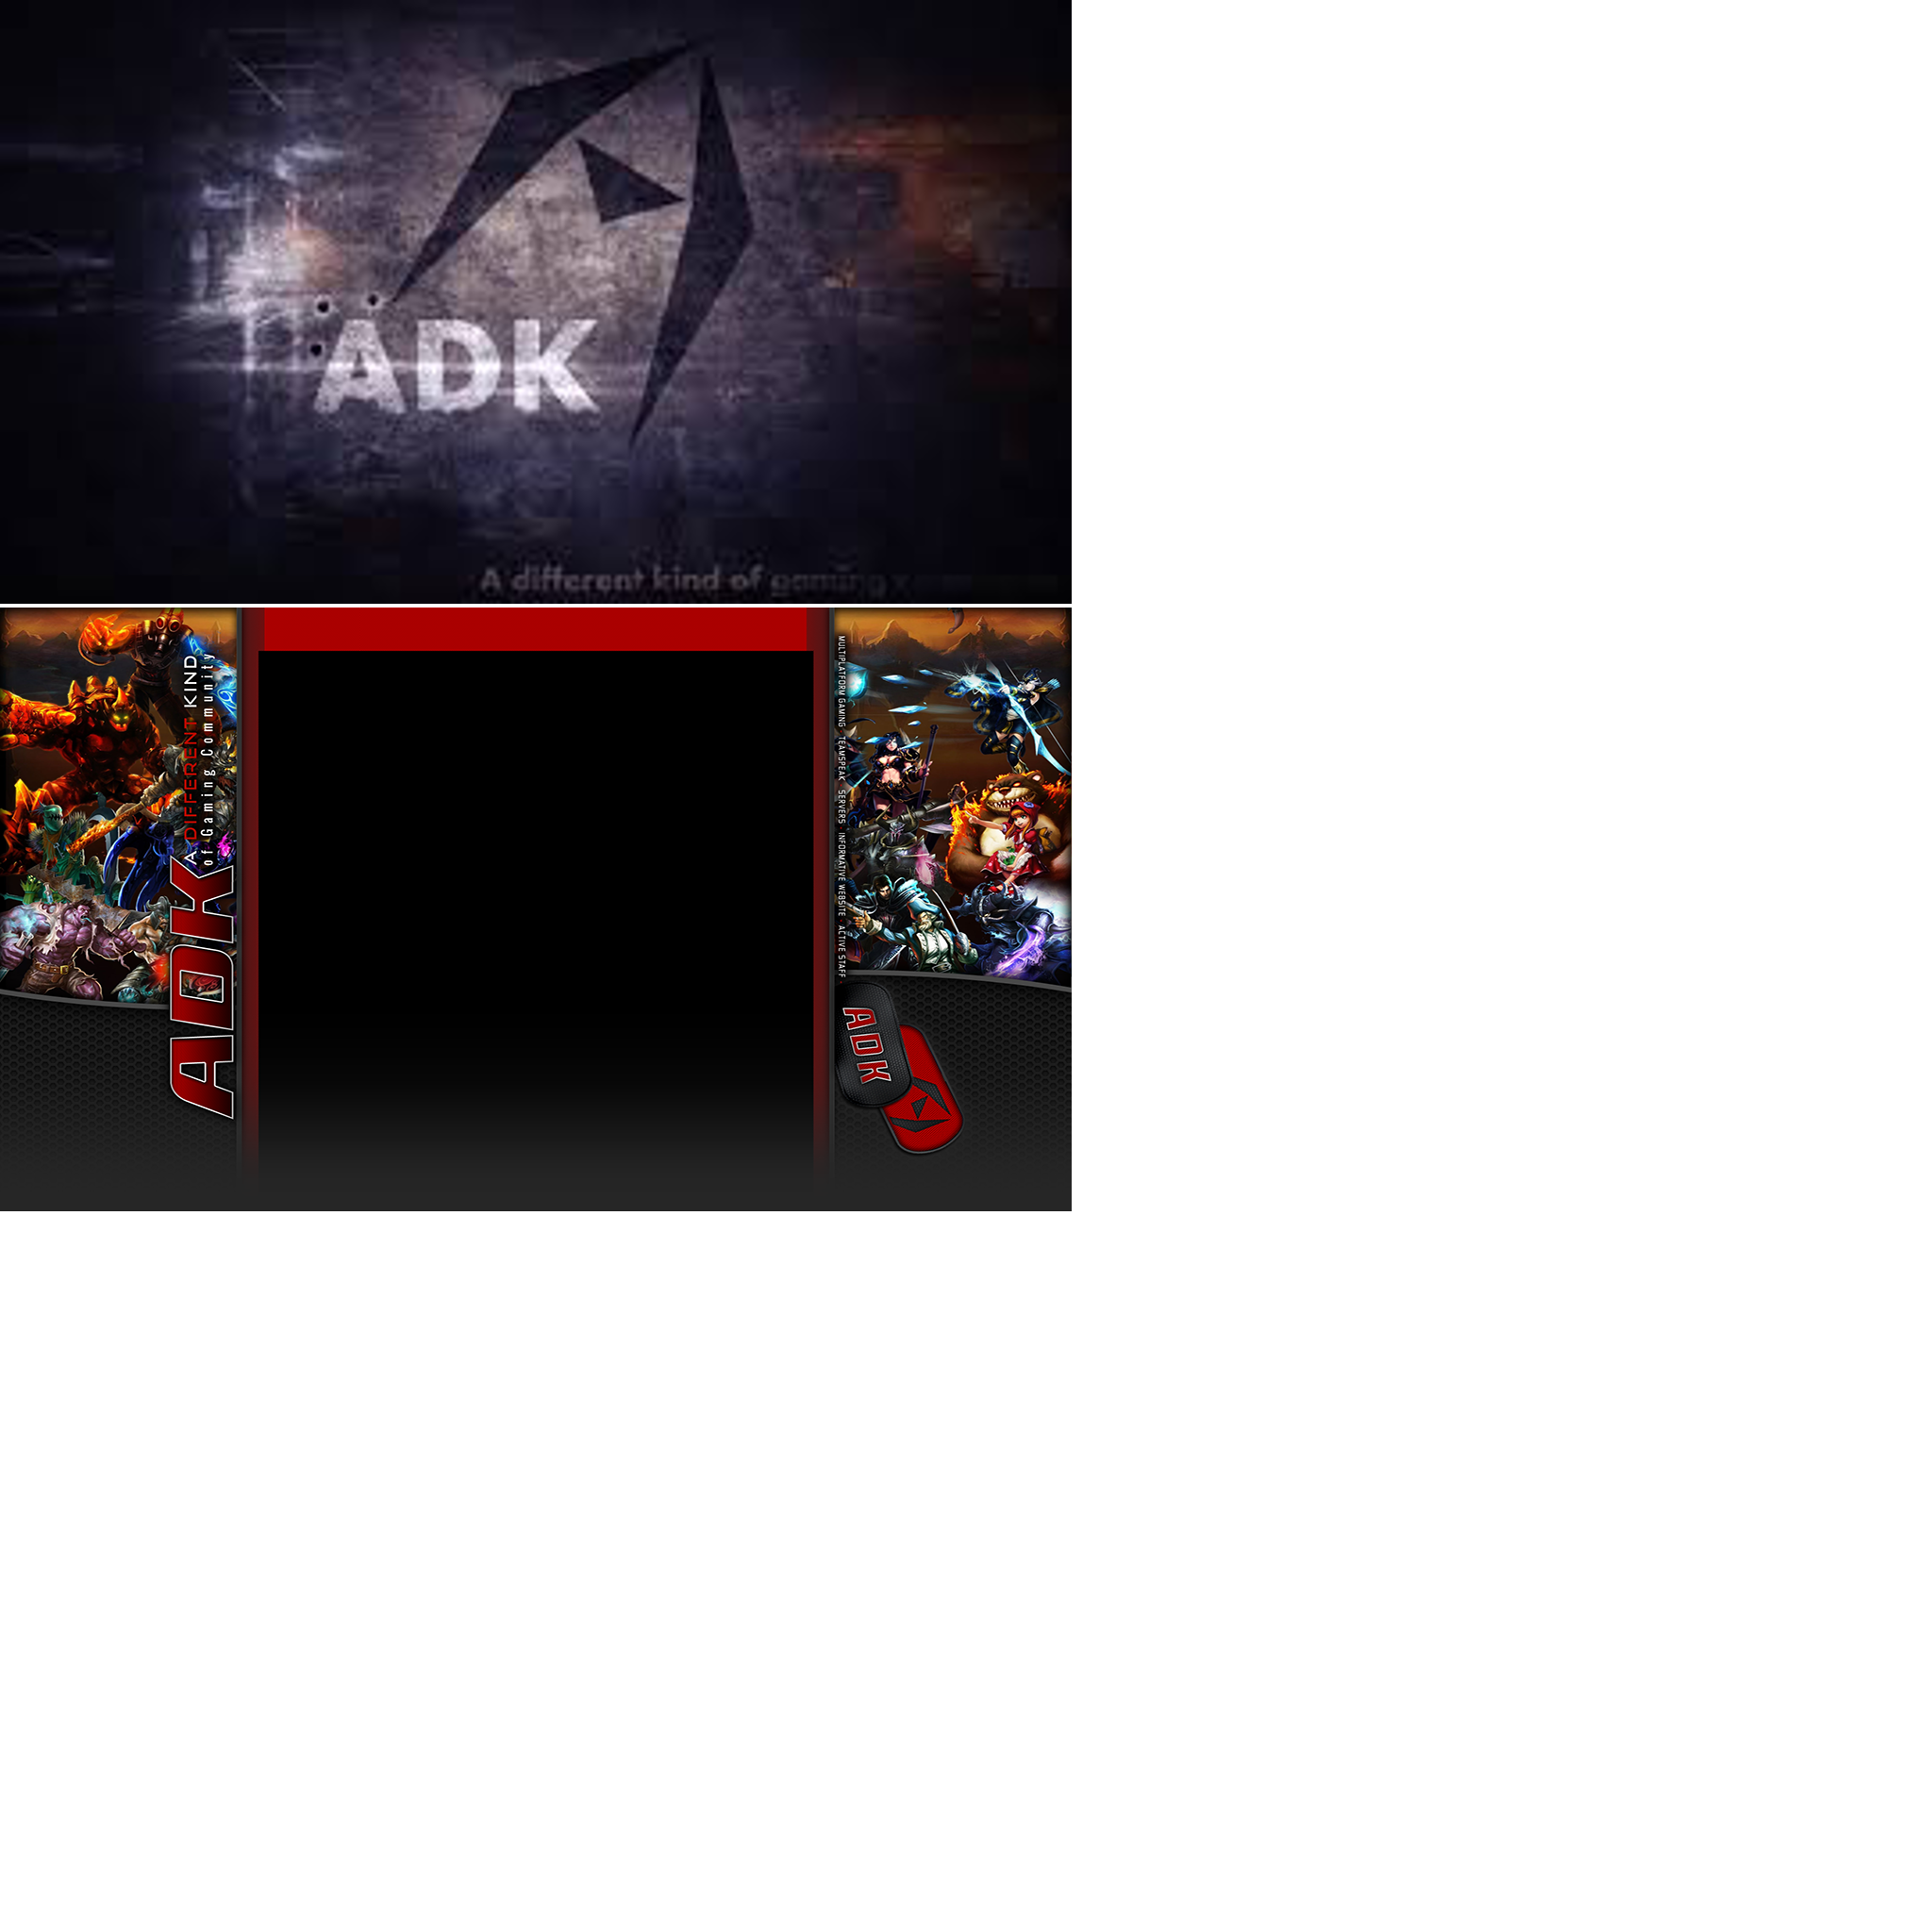 ADK
A different kind of gaming
ADK
A DIFFERENT KIND
of Gaming Community
MULTIPLATFORM GAMING TEAMSPEAK SERVERS INFORMATIVE WEBSITE ACTIVE STAFF
ADK